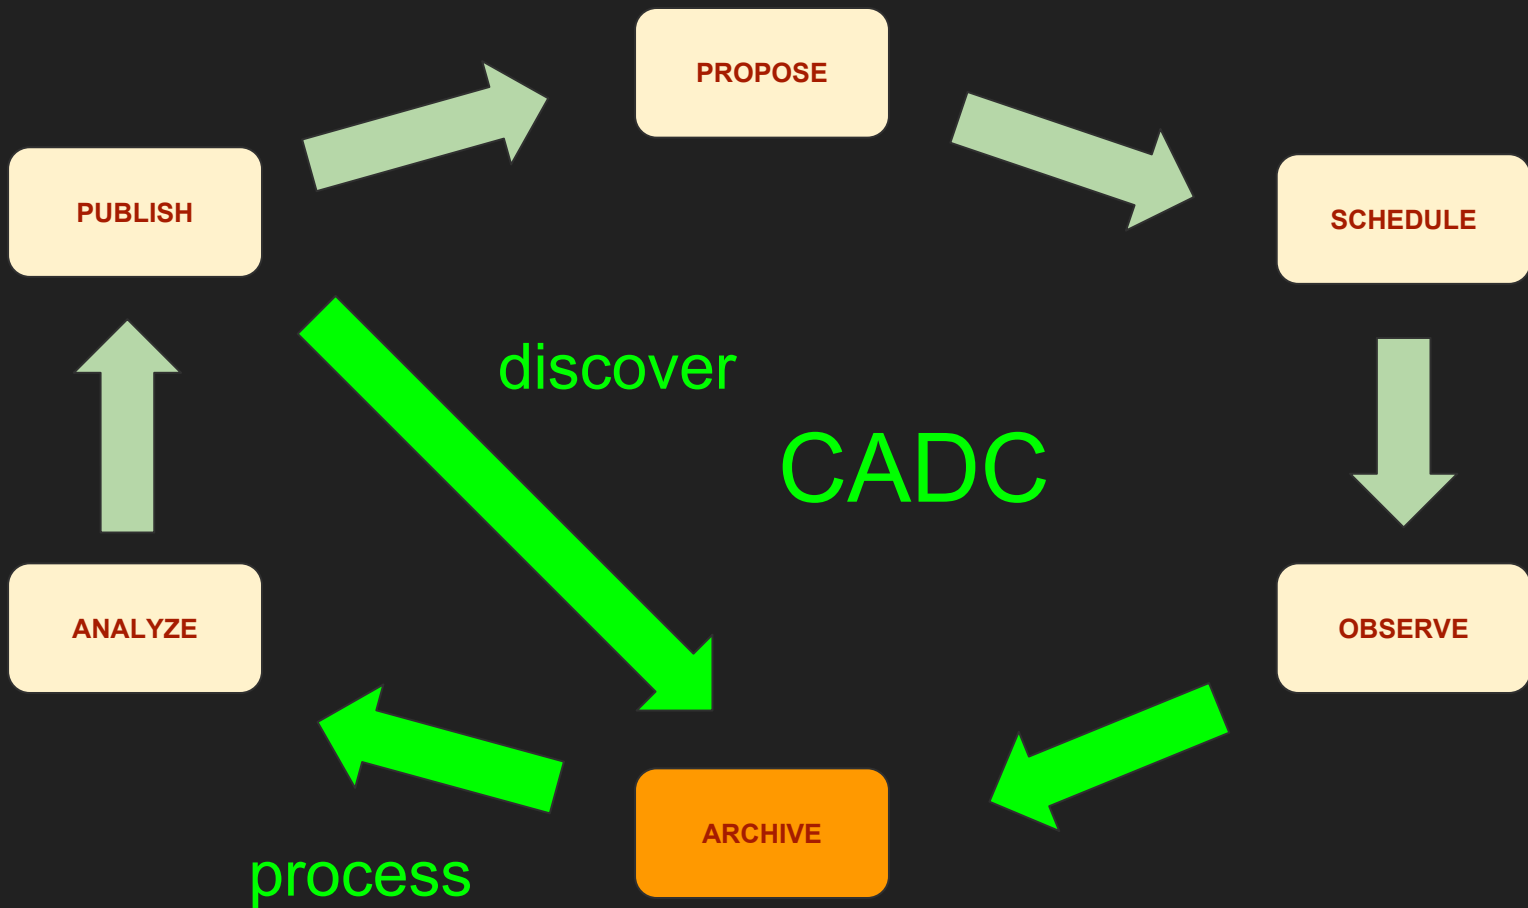 PROPOSE
PUBLISH
SCHEDULE
discover
CADC
ANALYZE
OBSERVE
ARCHIVE
process